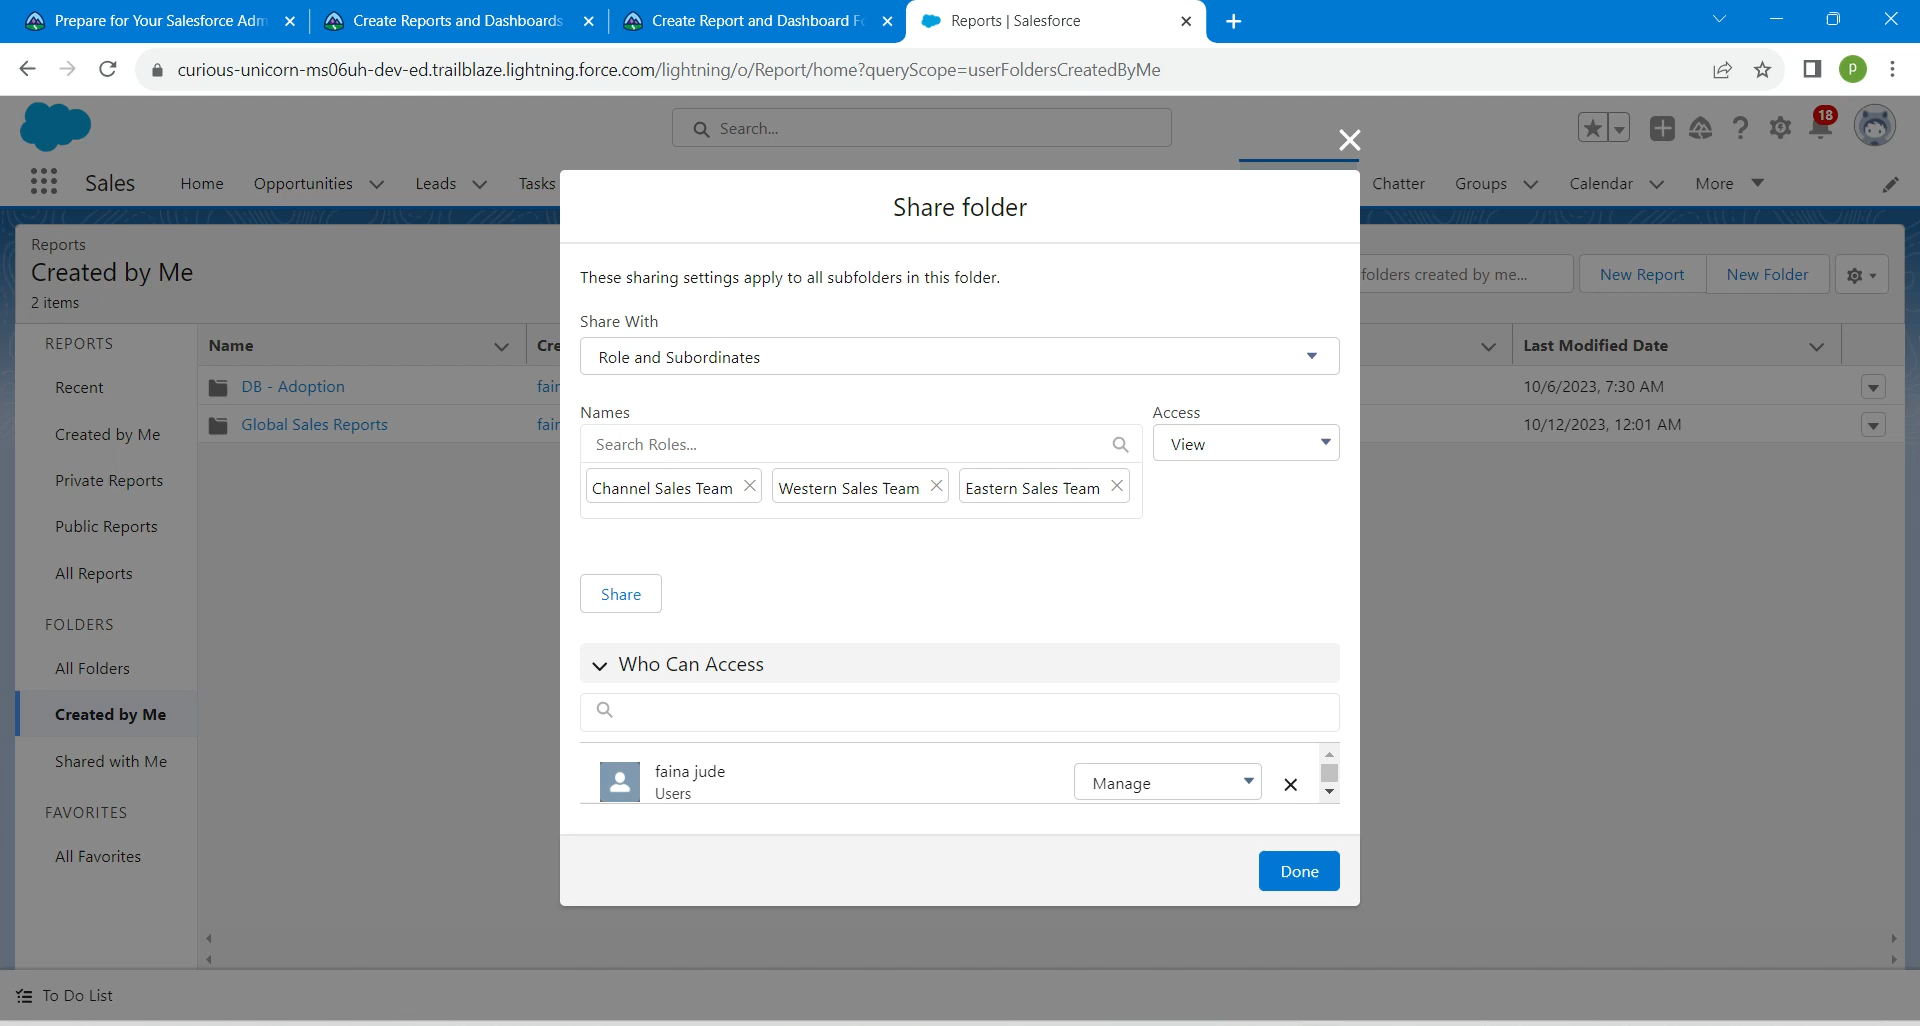 Prepare for Your Salesforce Adm
Create Reports and Dashboards
Create Report and Dashboard Fo
Reports | Salesforce
curious-unicorn-ms06uh-dev-ed.trailblaze.lightning.force.com/lightning/o/Report/home?queryScope=userFoldersCreatedByMe
P
Search...
18
Sales
Home
Opportunities
Leads
Tasks
Chatter
Groups
Calendar
More
Reports
Created by Me
2 items
folders created by me...
New Report
New Folder
REPORTS
Recent
Created by Me
Private Reports
Public Reports
All Reports
FOLDERS
All Folders
Created by Me
Shared with Me
FAVORITES
All Favorites
Name
Cre
Last Modified Date
DB - Adoption
fair
10/6/2023, 7:30 AM
Global Sales Reports
fair
10/12/2023, 12:01 AM
Share folder
These sharing settings apply to all subfolders in this folder.
Share With
Role and Subordinates
Names
Access
Search Roles...
View
Channel Sales Team
Western Sales Team
Eastern Sales Team
Share
Who Can Access
faina jude
Users
Manage
Done
To Do List